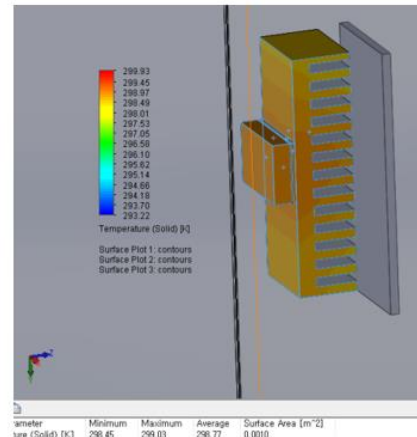 299.93
299.45
298.97
298.49
298.01
297.53
297.05
296.58
296.10
295.62
295.14
294.66
294.18
293.70
293.22
Temperature (Solid) [K]
Surface Plot 1: contours
Surface Plot 2: contours
Surface Plot 3: contours
Z
arameter Minimum Maximum Average Surface Area [m^2]
ture (Solid) [K] 298.45 299.03 298.77 0.0010